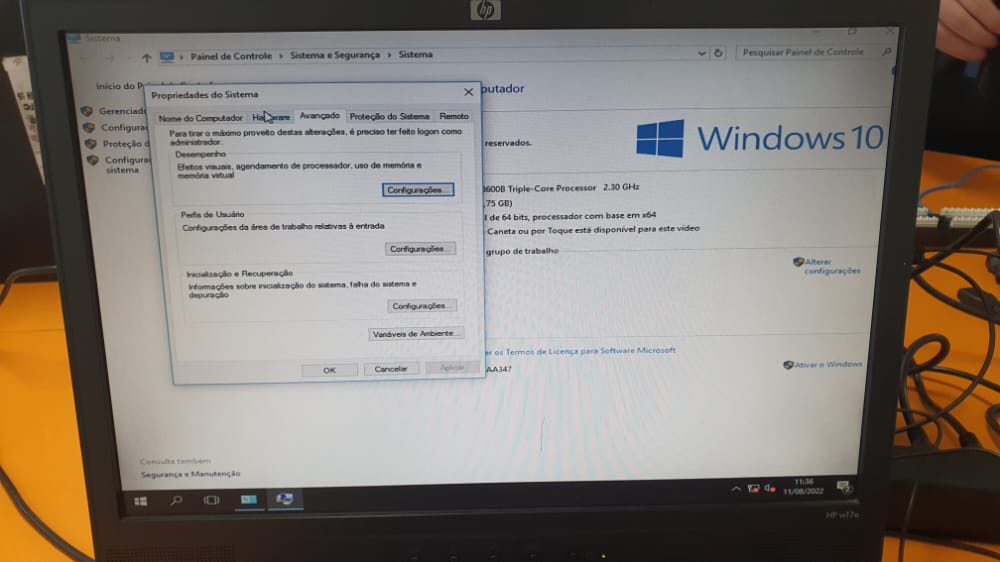 hp
Sistema
Painel de Controle > Sistema e Segurança > Sistema
Pesquisar Painel de Controle
Início do P
Propriedades do Sistema
Gerenciad
Configura
Proteção d
Configura
sistema
Nome do Computador Hardware Avançado Proteção do Sistema Remoto
Para tirar o máximo proveito destas alterações, é preciso ter feito logon como
administrador.
Desempenho
Efeitos visuais, agendamento de processador, uso de memória e
memória virtual
Configurações...
Perfis de Usuário
Configurações da área de trabalho relativas à entrada
Configurações...
Inicialização e Recuperação
Informações sobre inicialização do sistema, falha do sistema e
depuração
Configurações...
Variáveis de Ambiente...
OK Cancelar Aplicar
putador
reservados.
Windows 10
3600B Triple-Core Processor 2.30 GHz
,75 GB)
l de 64 bits, processador com base em x64
Caneta ou por Toque está disponível para este vídeo
grupo de trabalho
Alterar
configurações
er os Termos de Licença para Software Microsoft
AA347
Ativar o Windows
Consulte também
Segurança e Manutenção
11:36
11/08/2022
2
HP w17e